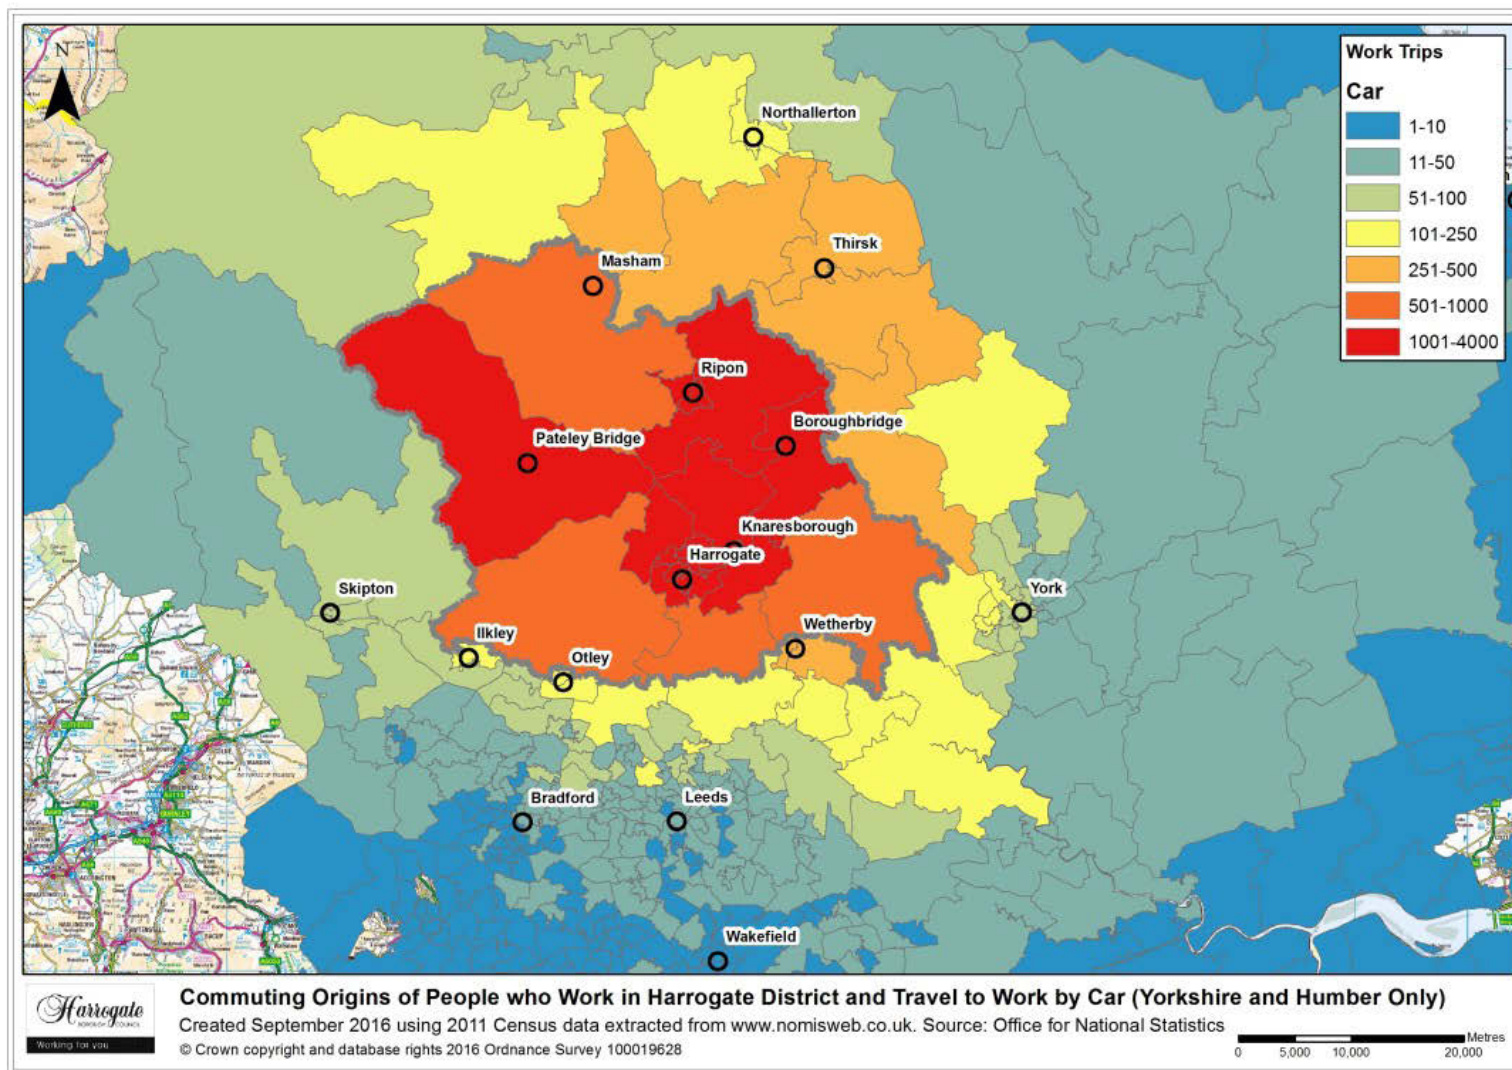 N
Northallerton
Thirsk
Masham
Ripon
Boroughbridge
Pateley Bridge
Knaresborough
Harrogate
Skipton
York
Wetherby
Ilkley
Otley
Bradford
Leeds
Wakefield
Work Trips
Car
1-10
11-50
51-100
101-250
251-500
501-1000
1001-4000
Harrogate
BOROUGH COUNCIL
Working for you
Commuting Origins of People who Work in Harrogate District and Travel to Work by Car (Yorkshire and Humber Only)
Created September 2016 using 2011 Census data extracted from www.nomisweb.co.uk. Source: Office for National Statistics
© Crown copyright and database rights 2016 Ordnance Survey 100019628
Metres
0 5,000 10,000 20,000